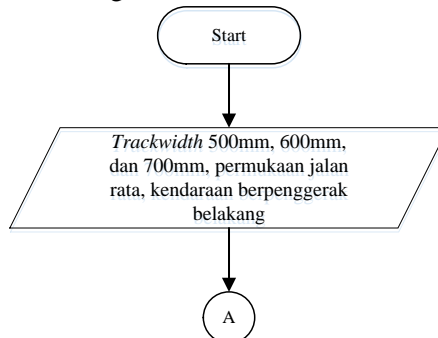 Start
Trackwidth 500mm, 600mm,
dan 700mm, permukaan jalan
rata, kendaraan berpenggerak
belakang
A